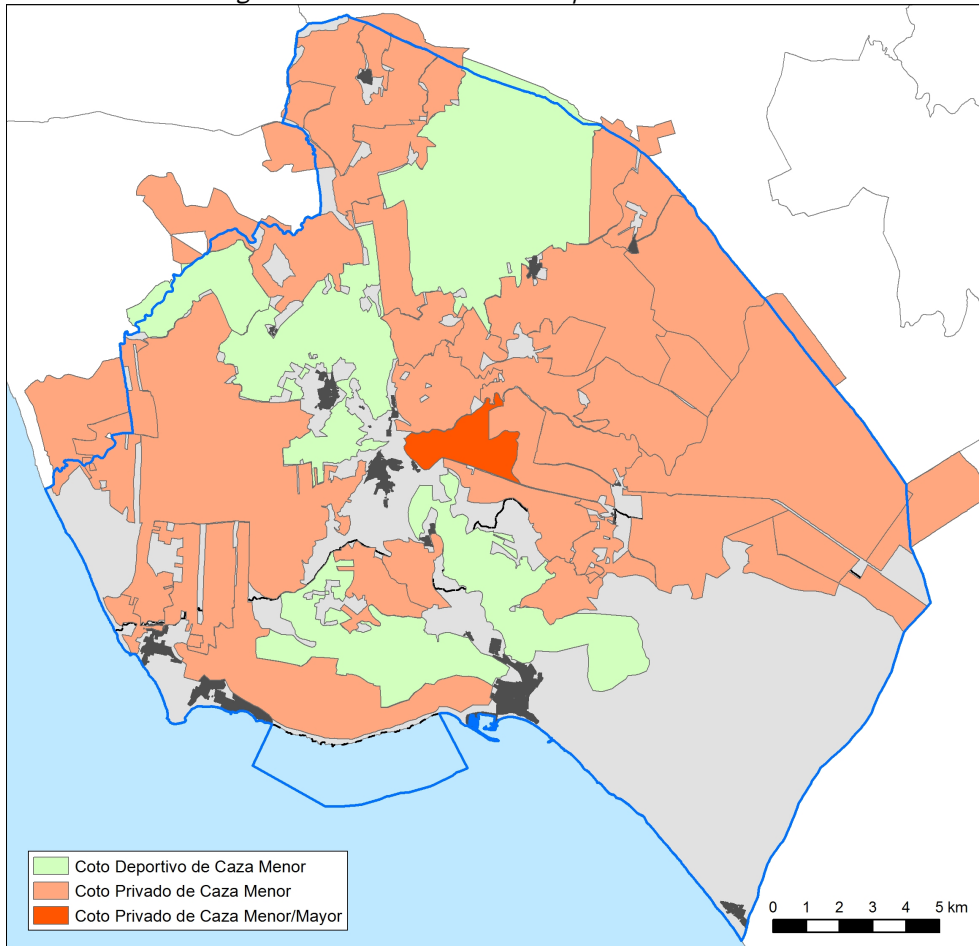 Coto Deportivo de Caza Menor
Coto Privado de Caza Menor
Coto Privado de Caza Menor/Mayor
0 1 2 3 4 5 km